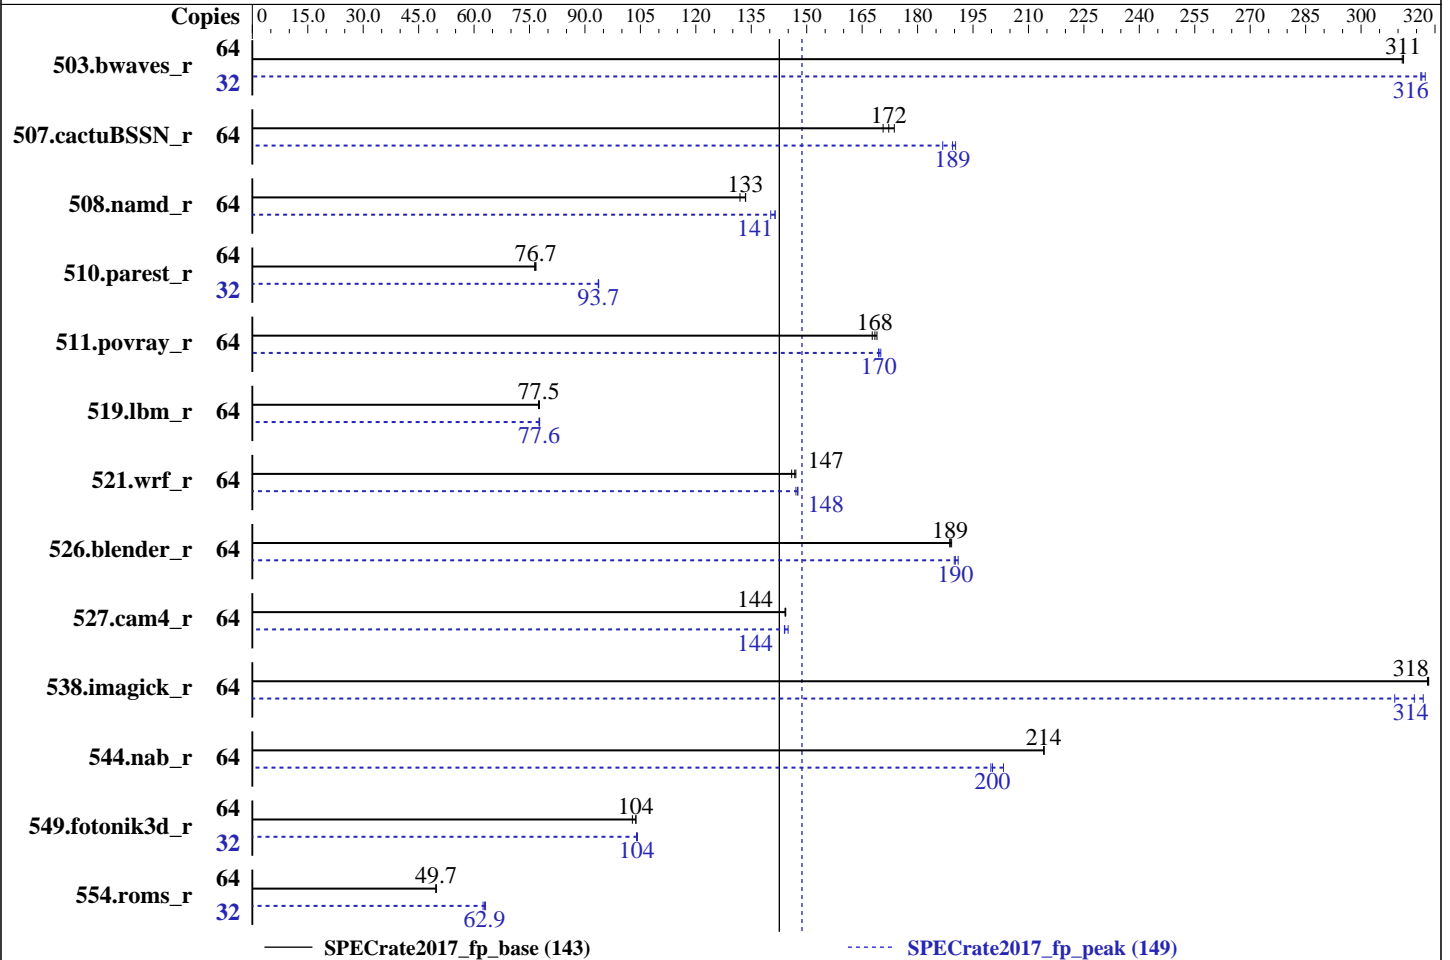 Copies 0 15.0 30.0 45.0 60.0 75.0 90.0 105 120 135 150 165 180 195 210 225 240 255 270 285 300 320
503.bwaves_r 64 311
32 316
507.cactuBSSN_r 64 172
189
508.namd_r 64 133
141
510.parest_r 64 76.7
32 93.7
511.povray_r 64 168
170
519.lbm_r 64 77.5
77.6
521.wrf_r 64 147
148
526.blender_r 64 189
190
527.cam4_r 64 144
144
538.imagick_r 64 318
314
544.nab_r 64 214
200
549.fotonik3d_r 64 104
32 104
554.roms_r 64 49.7
32 62.9
SPECrate2017_fp_base (143) SPECrate2017_fp_peak (149)